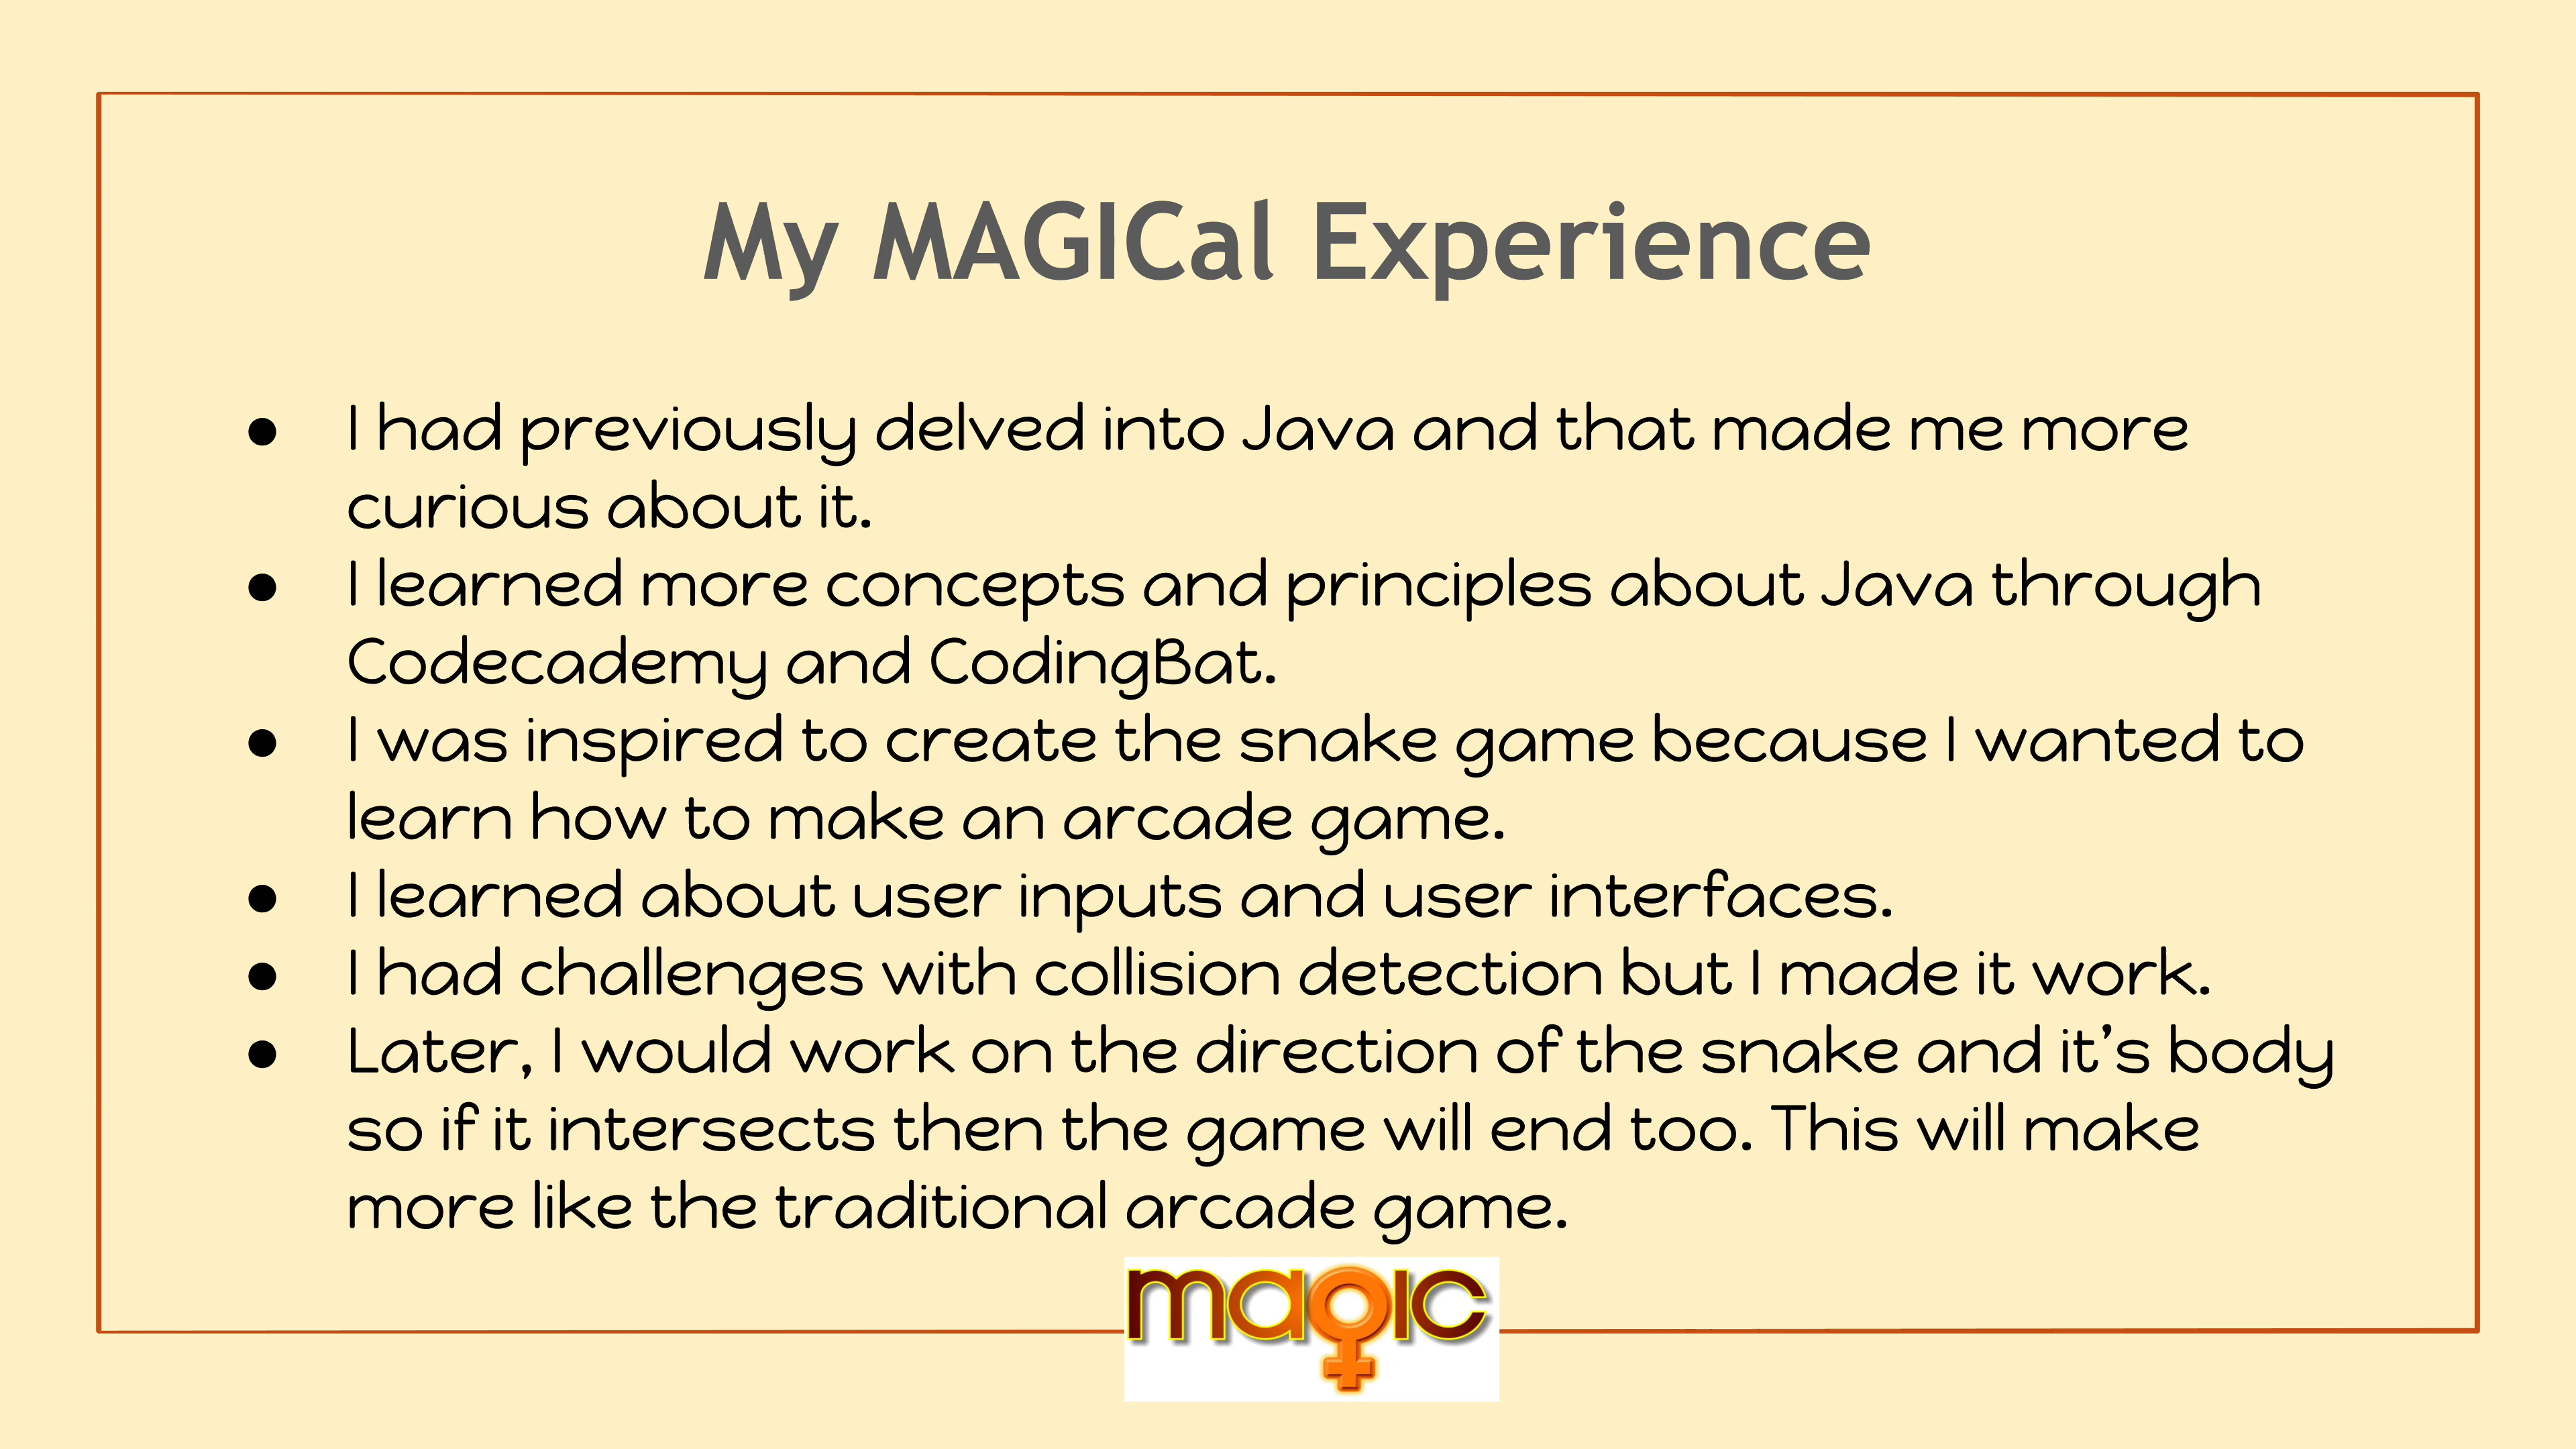 My MAGICal Experience
● I had previously delved into Java and that made me more
curious about it.
● I learned more concepts and principles about Java through
Codecademy and CodingBat.
● I was inspired to create the snake game because I wanted to
learn how to make an arcade game.
● I learned about user inputs and user interfaces.
● I had challenges with collision detection but I made it work.
● Later, I would work on the direction of the snake and it’s body
so if it intersects then the game will end too. This will make
more like the traditional arcade game.
magic